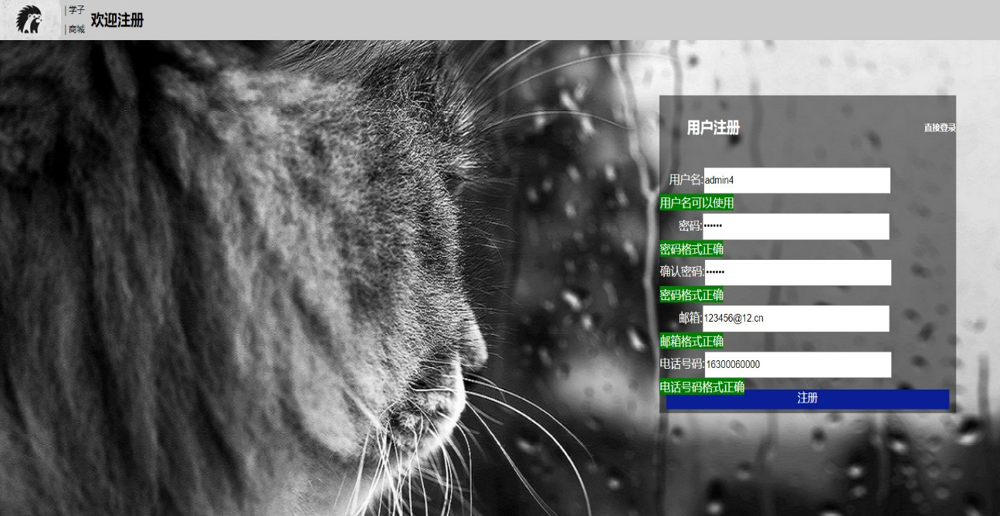 | 学子
| 商城
欢迎注册
用户注册
直接登录
用户名:admin4
用户名可以使用
密码:••••••
密码格式正确
确认密码:••••••
密码格式正确
邮箱:123456@12.cn
邮箱格式正确
电话号码:16300060000
电话号码格式正确
注册